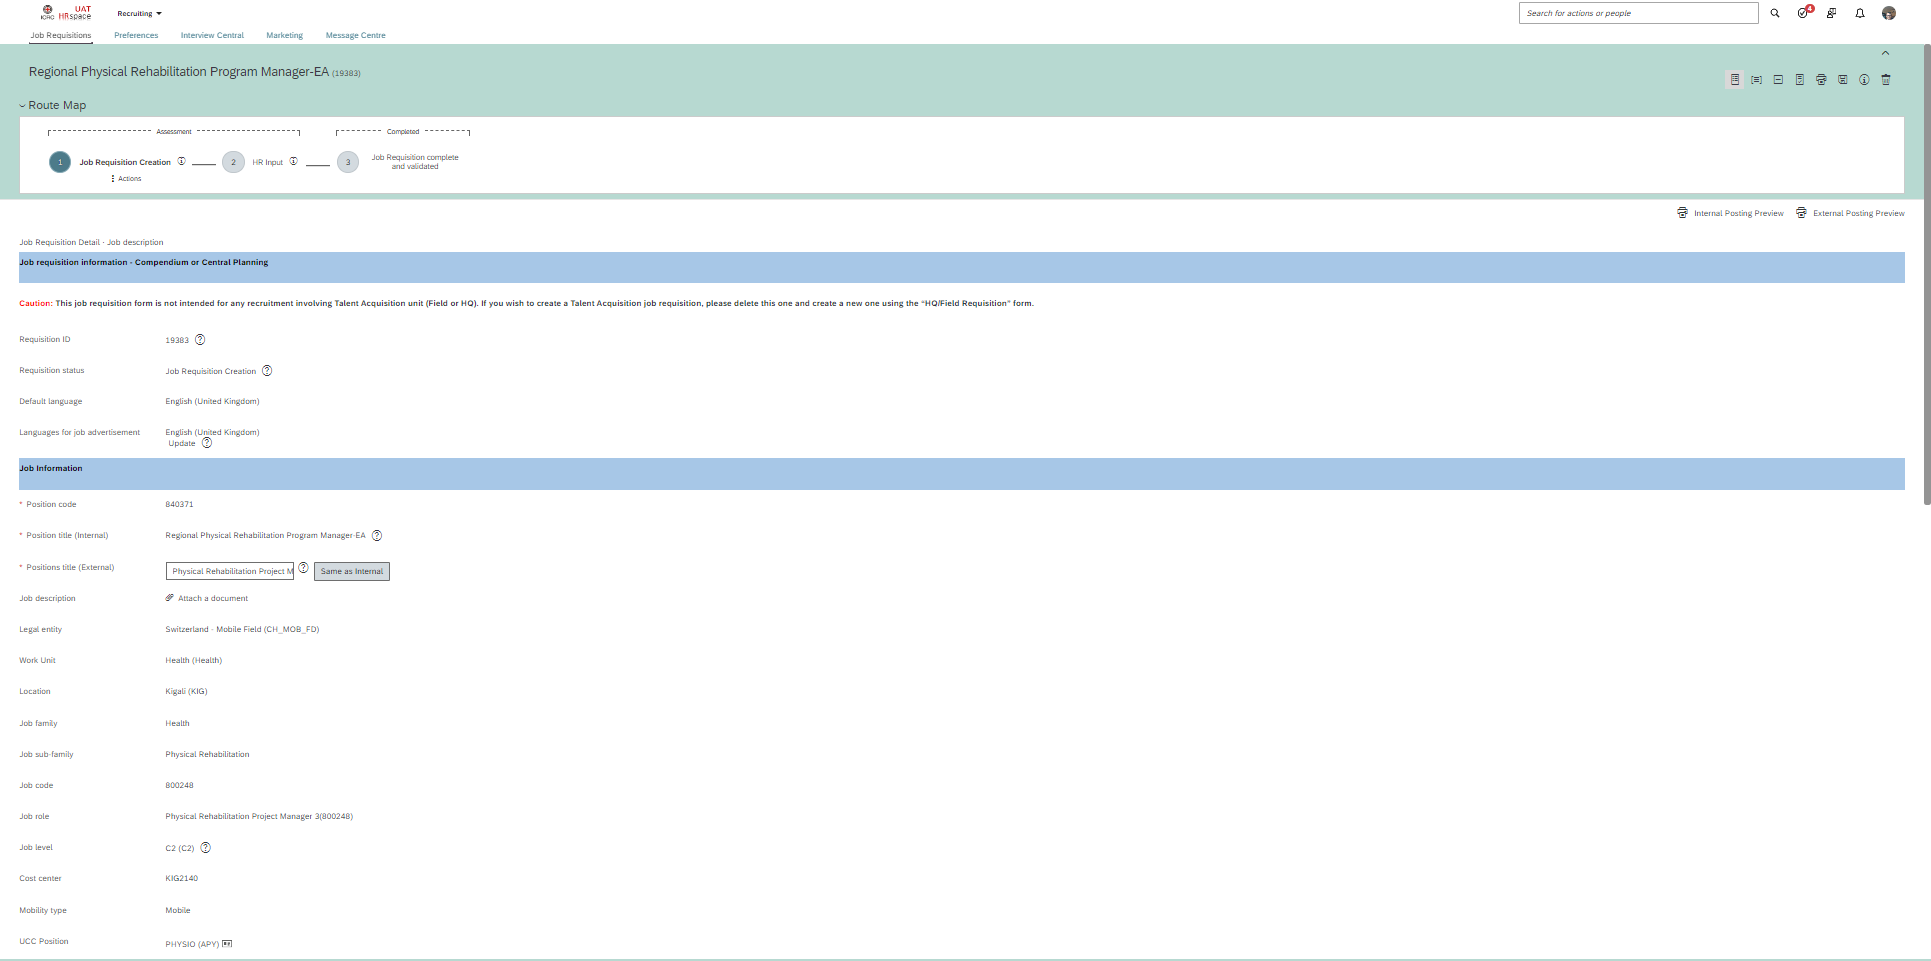 ICRC
UAT
HRspace
Recruiting
Search for actions or people
4
Job Requisitions
Preferences
Interview Central
Marketing
Message Centre
Regional Physical Rehabilitation Program Manager-EA (19383)
Route Map
Assessment
Completed
1
Job Requisition Creation
2
HR Input
3
Job Requisition complete
and validated
Actions
Internal Posting Preview
External Posting Preview
Job Requisition Detail - Job description
Job requisition information - Compendium or Central Planning
Caution: This job requisition form is not intended for any recruitment involving Talent Acquisition unit (Field or HQ). If you wish to create a Talent Acquisition job requisition, please delete this one and create a new one using the “HQ/Field Requisition” form.
Requisition ID
19383 ?
Requisition status
Job Requisition Creation ?
Default language
English (United Kingdom)
Languages for job advertisement
English (United Kingdom)
Update ?
Job Information
* Position code
840371
* Position title (Internal)
Regional Physical Rehabilitation Program Manager-EA ?
* Positions title (External)
Physical Rehabilitation Project M ? Same as Internal
Job description
Attach a document
Legal entity
Switzerland - Mobile Field (CH_MOB_FD)
Work Unit
Health (Health)
Location
Kigali (KIG)
Job family
Health
Job sub-family
Physical Rehabilitation
Job code
800248
Job role
Physical Rehabilitation Project Manager 3(800248)
Job level
C2 (C2) ?
Cost center
KIG2140
Mobility type
Mobile
UCC Position
PHYSIO (APY)